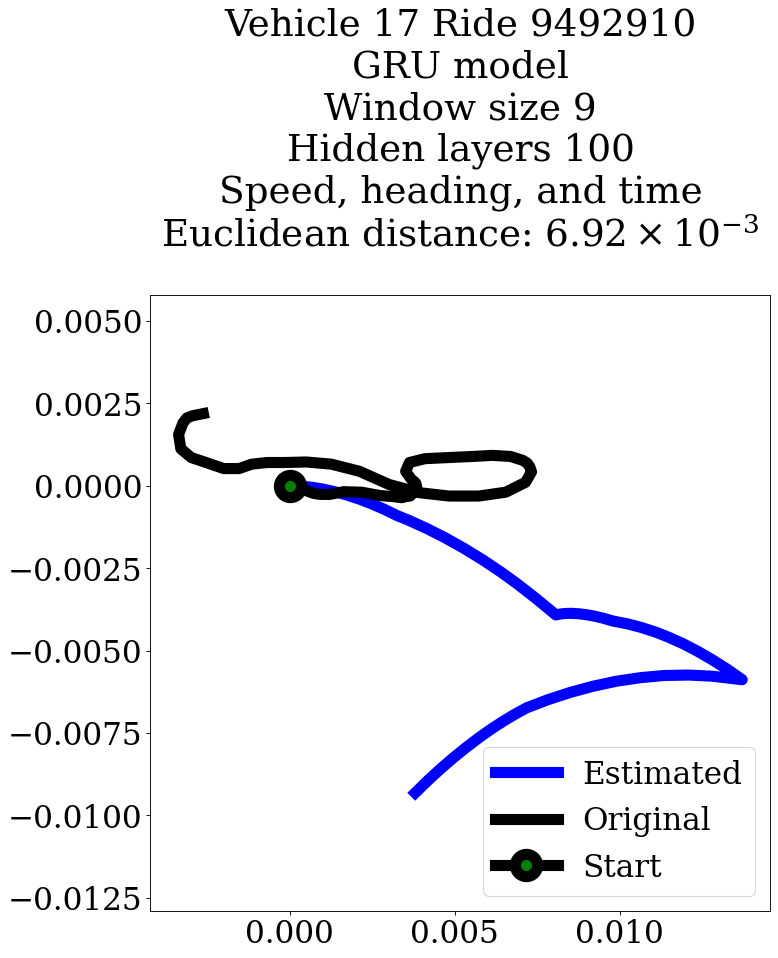 Vehicle 17 Ride 9492910
GRU model
Window size 9
Hidden layers 100
Speed, heading, and time
Euclidean distance: 6.92 × 10⁻³
0.0050
0.0025
0.0000
−0.0025
−0.0050
−0.0075
−0.0100
−0.0125
0.000 0.005 0.010
Estimated
Original
Start